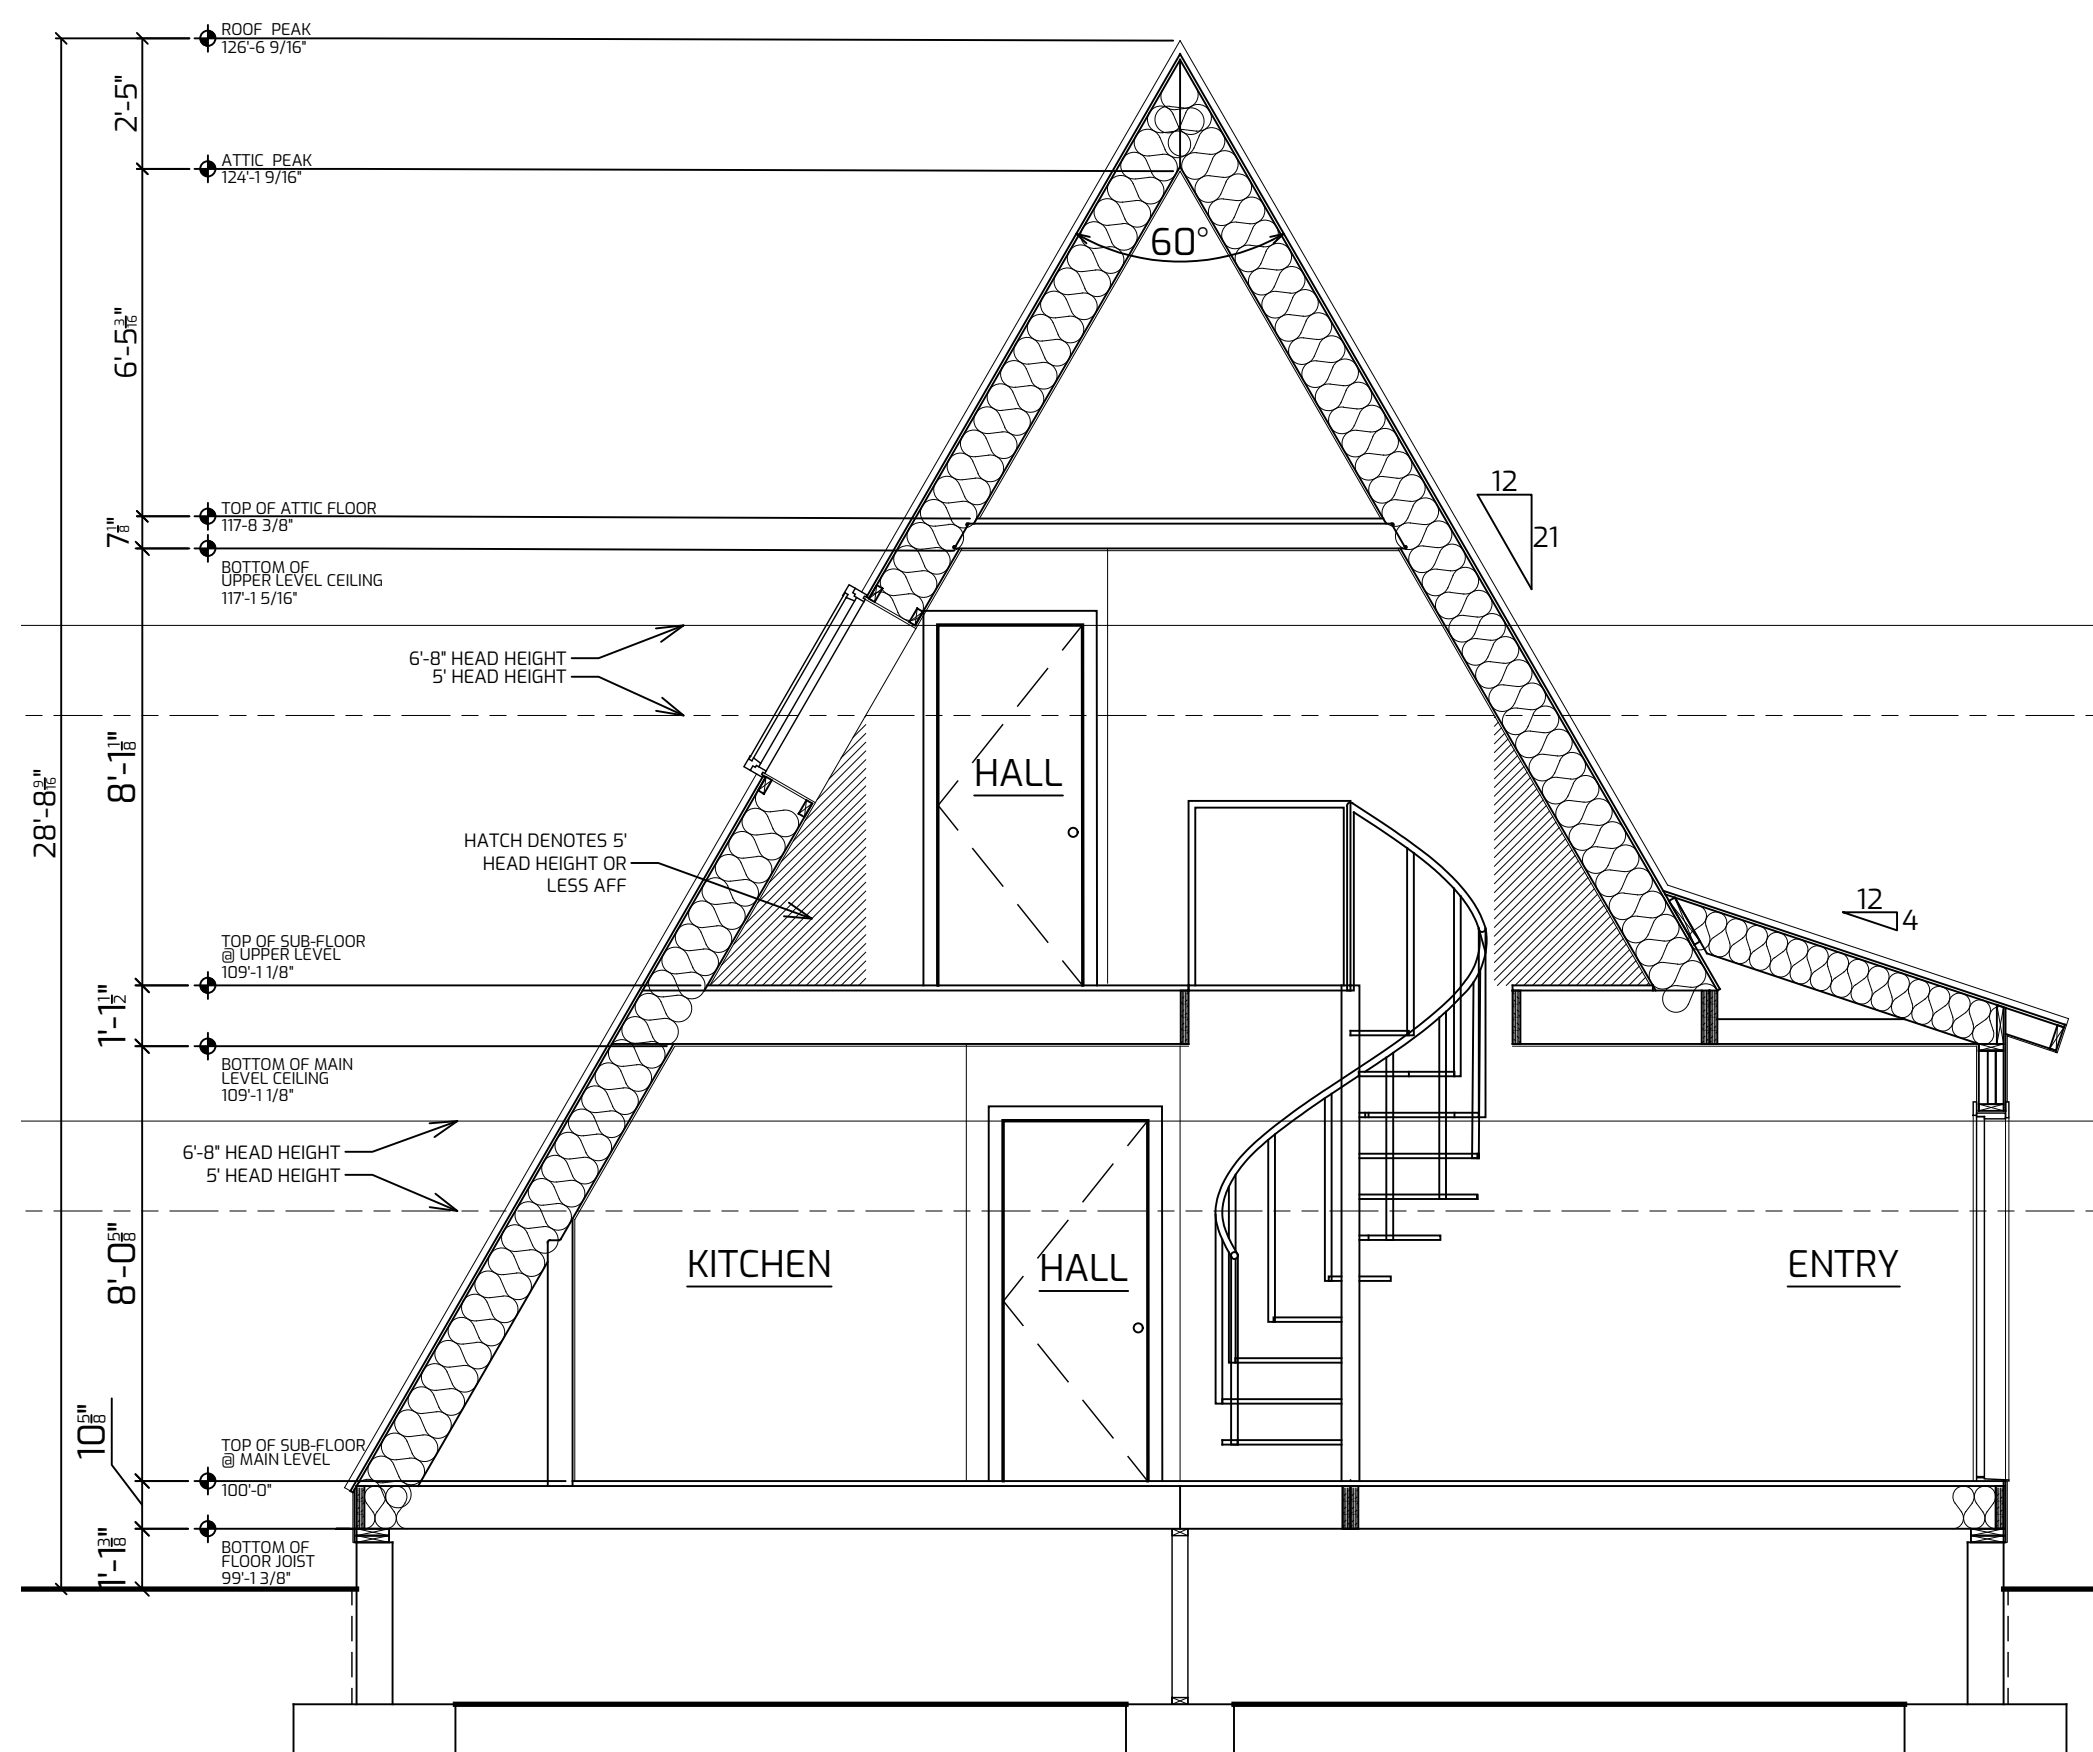 ROOF PEAK
126'-6 9/16"
2'-5"
ATTIC PEAK
124'-1 9/16"
60°
6'-5 3/16"
12
21
TOP OF ATTIC FLOOR
117-8 3/8"
7 1/8"
BOTTOM OF
UPPER LEVEL CEILING
117'-1 5/16"
6'-8" HEAD HEIGHT
5' HEAD HEIGHT
8'-1 1/8"
28'-8 9/16"
HALL
HATCH DENOTES 5'
HEAD HEIGHT OR
LESS AFF
12
4
TOP OF SUB-FLOOR
@ UPPER LEVEL
109'-1 1/8"
1'-1 1/2"
BOTTOM OF MAIN
LEVEL CEILING
109'-1 1/8"
6'-8" HEAD HEIGHT
5' HEAD HEIGHT
8'-0 5/8"
KITCHEN
HALL
ENTRY
10 5/8"
TOP OF SUB-FLOOR
@ MAIN LEVEL
100'-0"
1'-1 3/8"
BOTTOM OF
FLOOR JOIST
99'-1 3/8"